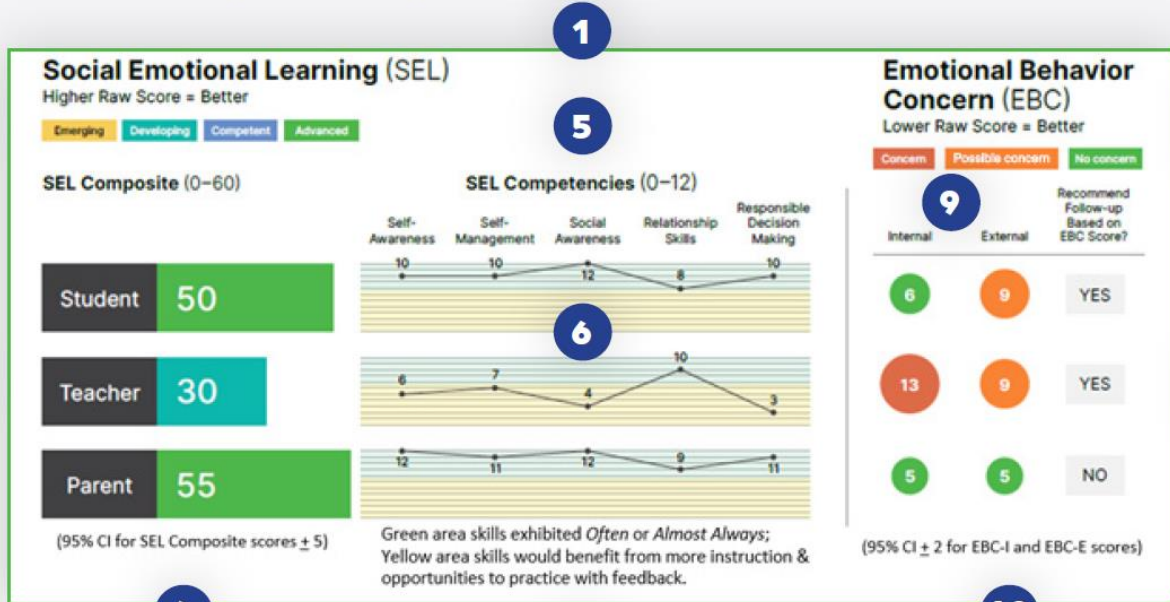 1
Social Emotional Learning (SEL)
Higher Raw Score = Better
Emerging Developing Competent Advanced
5
SEL Composite (0–60)
SEL Competencies (0–12)
Self-
Awareness
Self-
Management
Social
Awareness
Relationship
Skills
Responsible
Decision
Making
Student 50
10 10 12 8 10
6
Teacher 30
6 7 4 10 3
Parent 55
12 11 12 9 11
(95% CI for SEL Composite scores ± 5)
Green area skills exhibited Often or Almost Always;
Yellow area skills would benefit from more instruction &
opportunities to practice with feedback.
Emotional Behavior
Concern (EBC)
Lower Raw Score = Better
Concern Possible concern No concern
9
Internal
External
Recommend
Follow-up
Based on
EBC Score?
6 9 YES
13 9 YES
5 5 NO
(95% CI ± 2 for EBC-I and EBC-E scores)